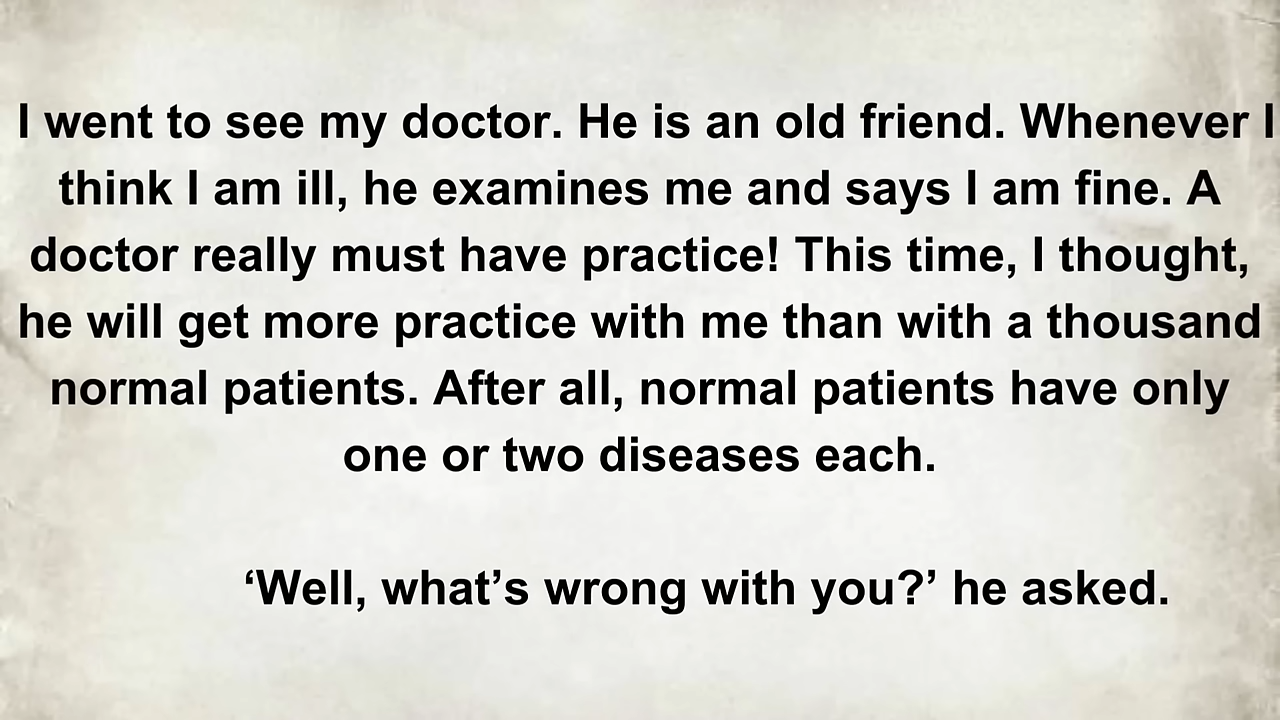 I went to see my doctor. He is an old friend. Whenever I
think I am ill, he examines me and says I am fine. A
doctor really must have practice! This time, I thought,
he will get more practice with me than with a thousand
normal patients. After all, normal patients have only
one or two diseases each.
‘Well, what’s wrong with you?’ he asked.